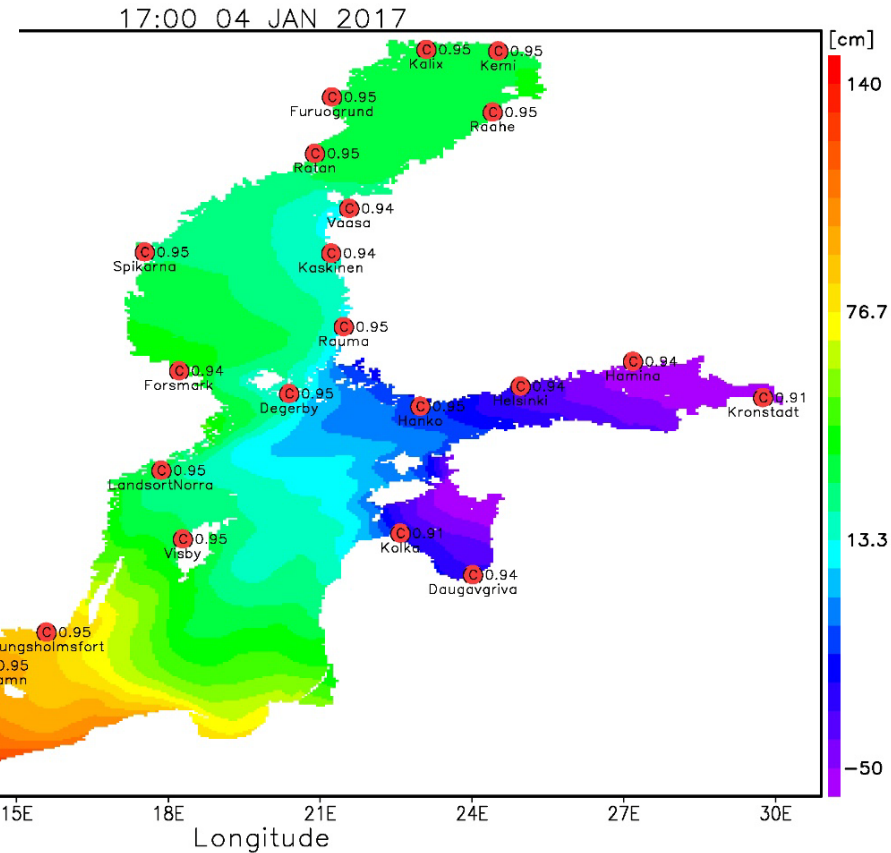 17:00 04 JAN 2017
[cm]
C 0.95
Kalix
C 0.95
Kemi
140
C 0.95
Furuogrund
C 0.95
Raahe
C 0.95
Ratan
C 0.94
Vaasa
C 0.95
Spikarna
C 0.94
Kaskinen
76.7
C 0.95
Rauma
C 0.94
Forsmark
C 0.95
Degerby
C 0.95
Hanko
C 0.94
Helsinki
C 0.94
Hamina
C 0.91
Kronstadt
C 0.95
LandsortNorra
C 0.95
Visby
C 0.91
Kolka
13.3
C 0.94
Daugavgriva
C 0.95
ungsholmsfort
0.95
amn
-50
15E 18E 21E 24E 27E 30E
Longitude